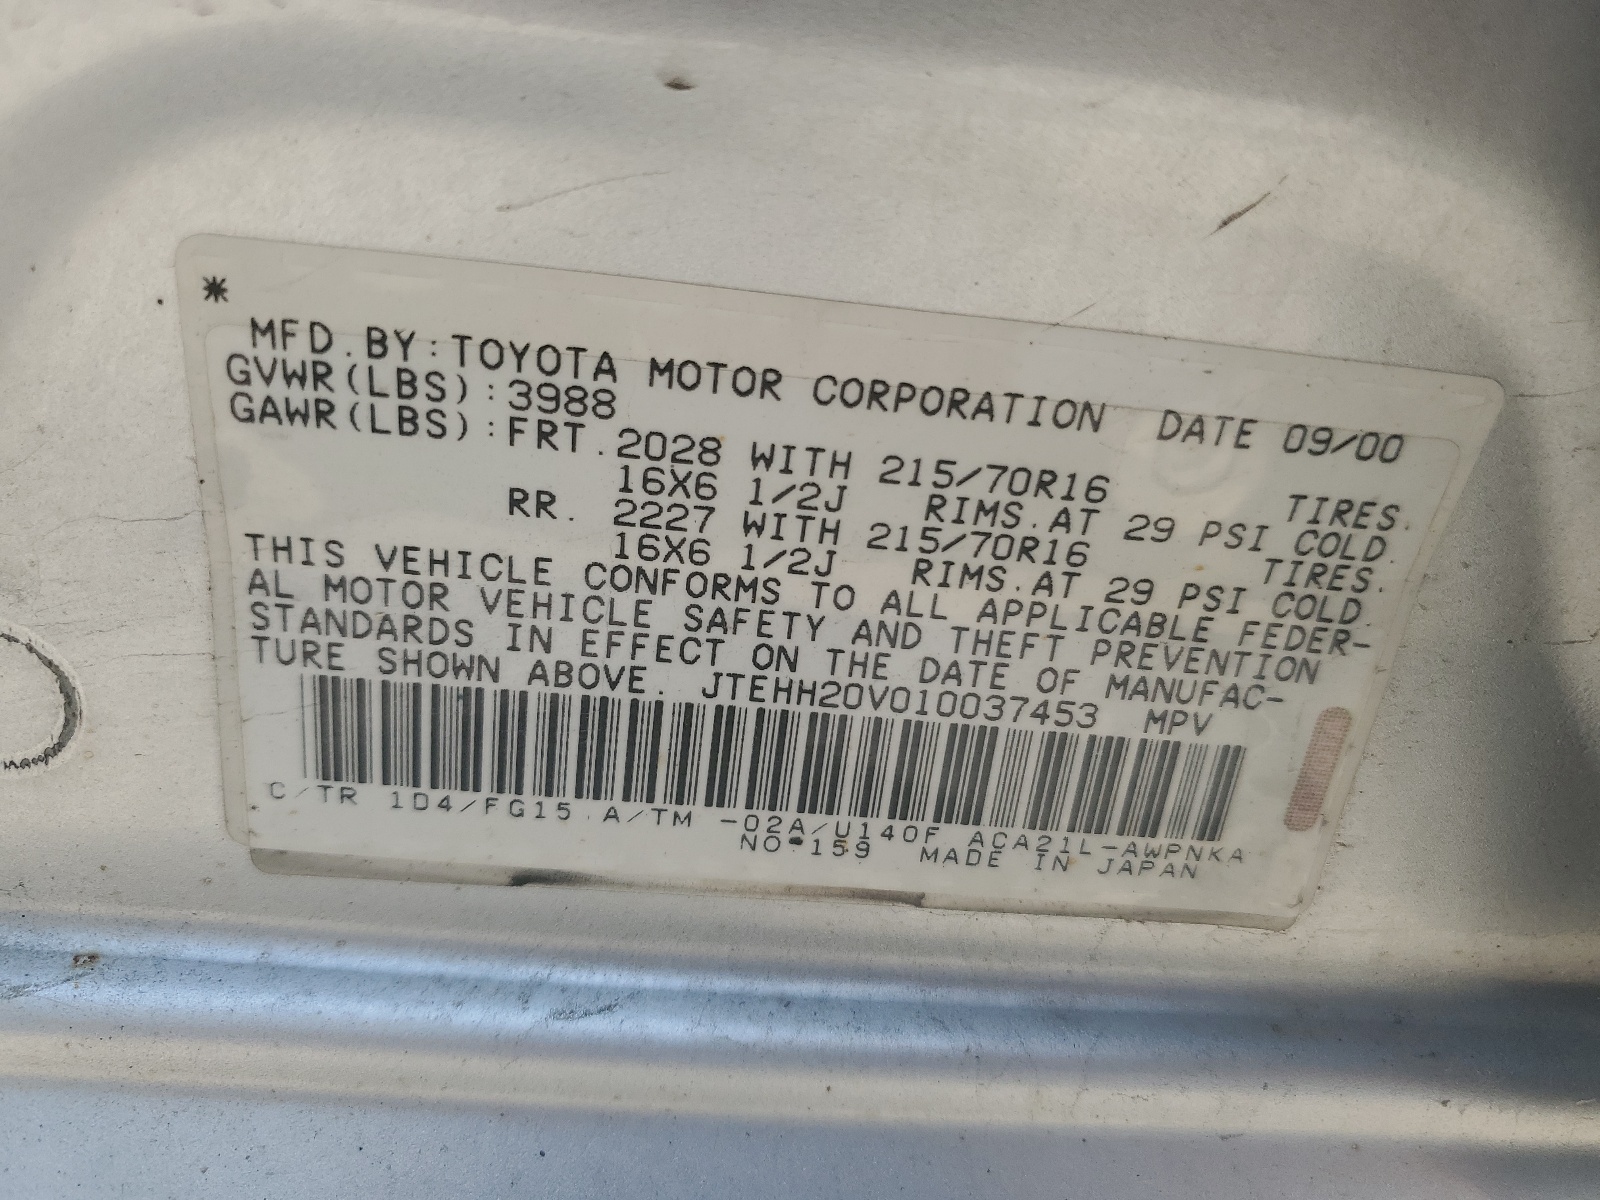 *
MFD. BY: TOYOTA MOTOR CORPORATION DATE 09/00
GVWR(LBS):3988
GAWR(LBS):FRT. 2028 WITH 215/70R16 TIRES.
16X6 1/2J RIMS.AT 29 PSI COLD.
RR. 2227 WITH 215/70R16 TIRES.
16X6 1/2J RIMS.AT 29 PSI COLD.
THIS VEHICLE CONFORMS TO ALL APPLICABLE FEDER-
AL MOTOR VEHICLE SAFETY AND THEFT PREVENTION
STANDARDS IN EFFECT ON THE DATE OF MANUFAC-
TURE SHOWN ABOVE. JTEHH20V010037453 MPV
C/TR 1D4/FG15 A/TM -02A/U140F ACA21L-AWPNKA
NO.159 MADE IN JAPAN